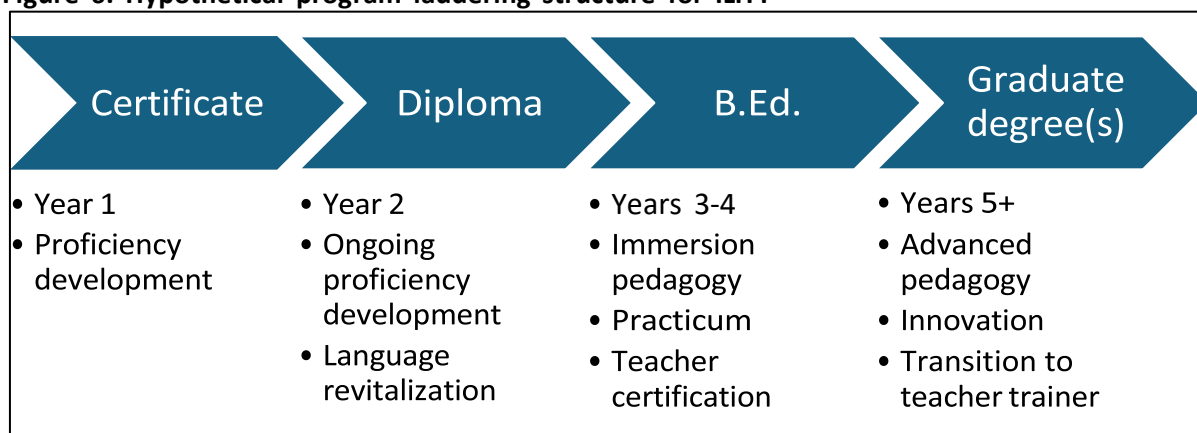 Certificate
• Year 1
• Proficiency
development
Diploma
• Year 2
• Ongoing
proficiency
development
• Language
revitalization
B.Ed.
• Years 3-4
• Immersion
pedagogy
• Practicum
• Teacher
certification
Graduate
degree(s)
• Years 5+
• Advanced
pedagogy
• Innovation
• Transition to
teacher trainer